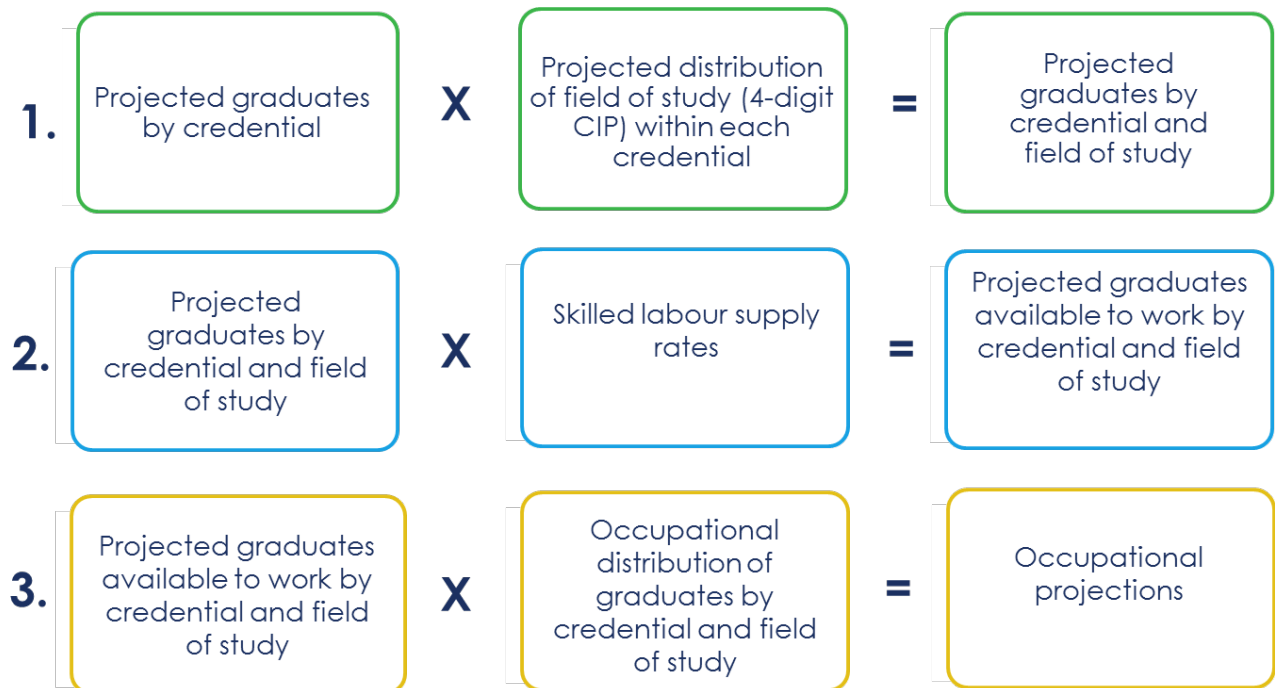 1.
Projected graduates
by credential
X
Projected distribution
of field of study (4-digit
CIP) within each
credential
=
Projected
graduates by
credential and
field of study
2.
Projected
graduates by
credential and field
of study
X
Skilled labour supply
rates
=
Projected graduates
available to work by
credential and field
of study
3.
Projected graduates
available to work by
credential and field
of study
X
Occupational
distribution of
graduates by
credential and field
of study
=
Occupational
projections